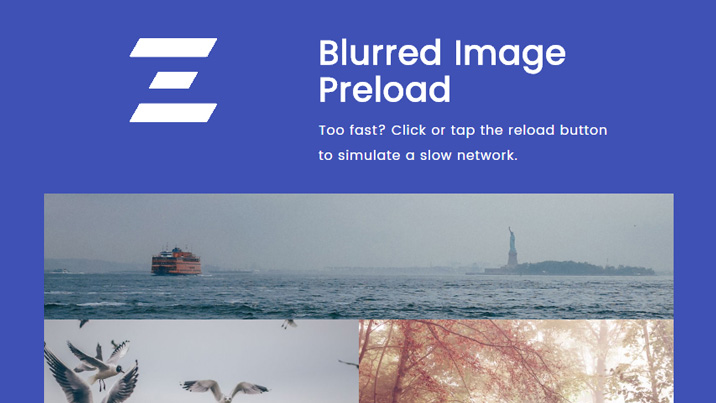 Blurred Image
Preload
Too fast? Click or tap the reload button
to simulate a slow network.